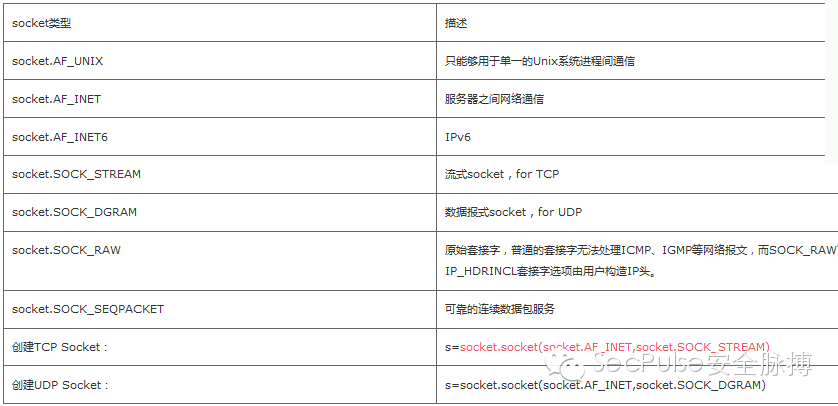 socket类型 描述
socket.AF_UNIX 只能够用于单一的Unix系统进程间通信
socket.AF_INET 服务器之间网络通信
socket.AF_INET6 IPv6
socket.SOCK_STREAM 流式socket , for TCP
socket.SOCK_DGRAM 数据报式socket , for UDP
socket.SOCK_RAW 原始套接字，普通的套接字无法处理ICMP、IGMP等网络报文，而SOCK_RAW
IP_HDRINCL套接字选项由用户构造IP头。
socket.SOCK_SEQPACKET 可靠的连续数据包服务
创建TCP Socket： s=socket.socket(socket.AF_INET,socket.SOCK_STREAM)
SecPulse安全脉搏
创建UDP Socket： s=socket.socket(socket.AF_INET,socket.SOCK_DGRAM)